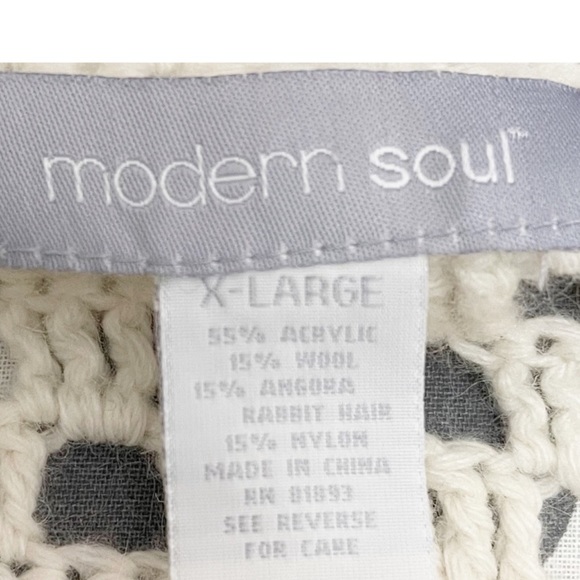 modern soul™
X-LARGE
55% ACRYLIC
15% WOOL
15% ANGORA
RABBIT HAIR
15% NYLON
MADE IN CHINA
RN 81893
SEE REVERSE
FOR CARE